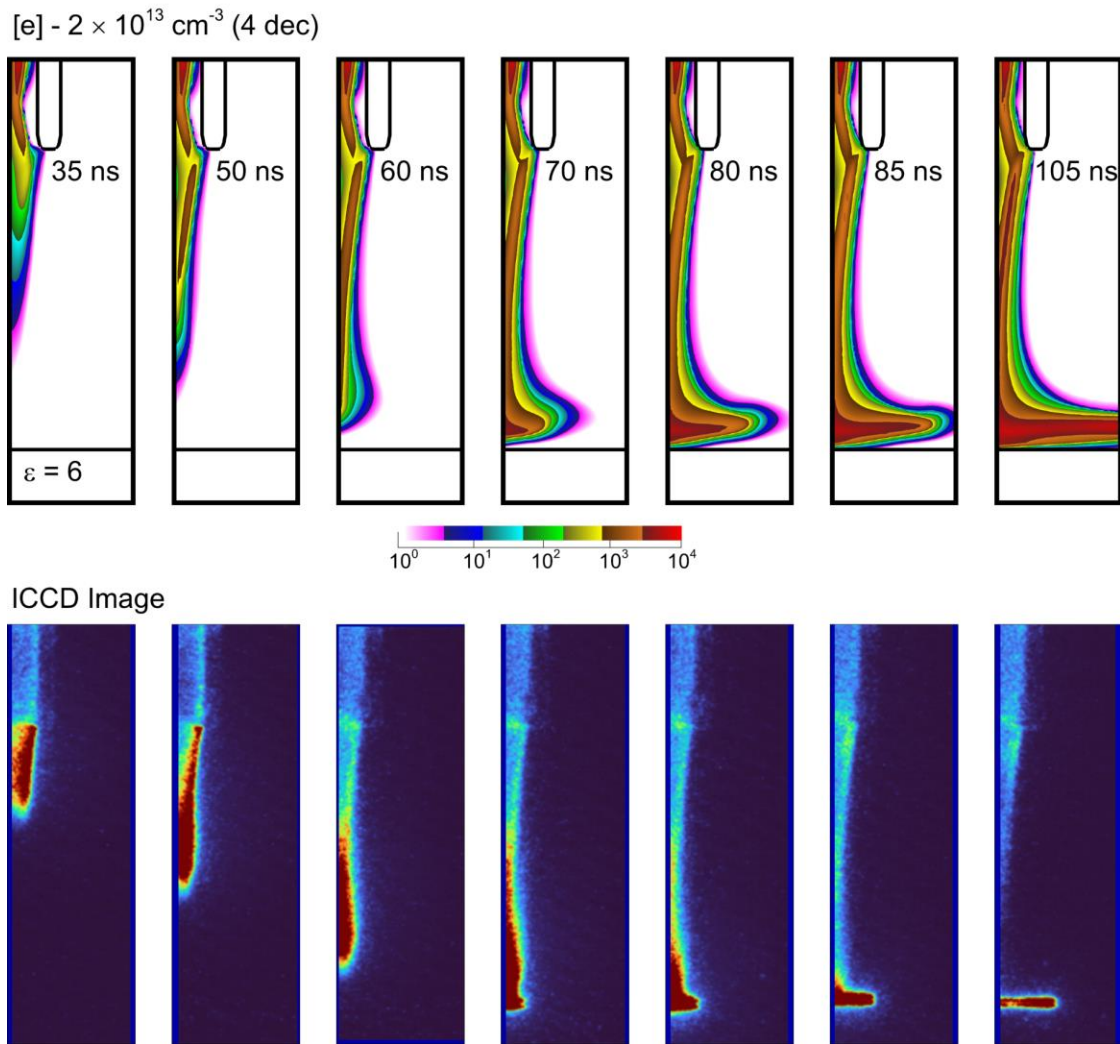 [e] - 2 × 10¹³ cm⁻³ (4 dec)
35 ns 50 ns 60 ns 70 ns 80 ns 85 ns 105 ns
ε = 6
10⁰ 10¹ 10² 10³ 10⁴
ICCD Image